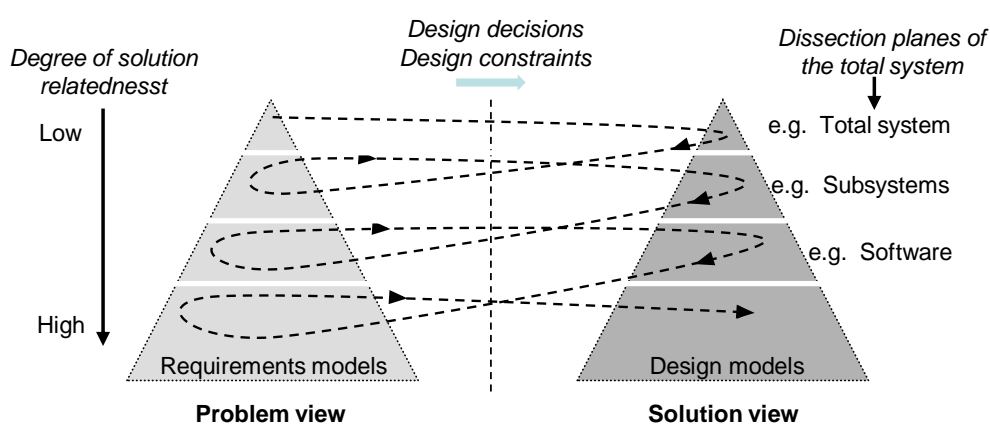 Design decisions
Design constraints
Degree of solution
relatednesst
Dissection planes of
the total system
Low
e.g. Total system
e.g. Subsystems
e.g. Software
High
Requirements models
Design models
Problem view
Solution view